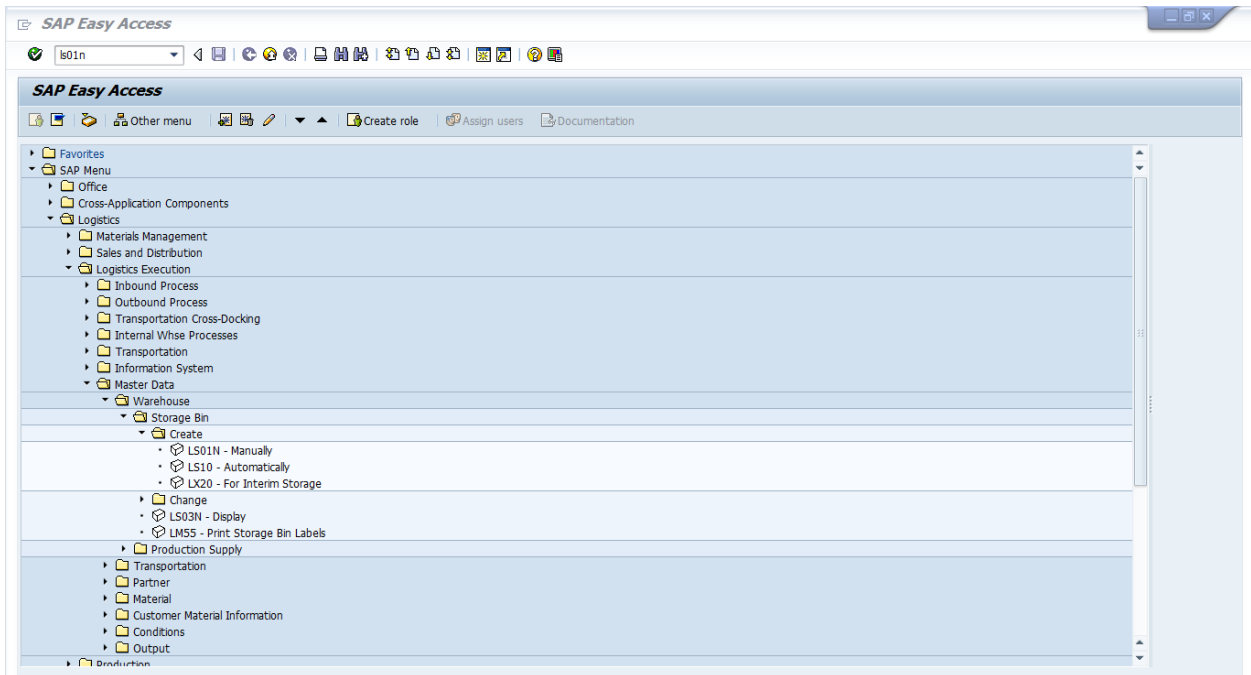 SAP Easy Access
ls01n
SAP Easy Access
Other menu Create role Assign users Documentation
Favorites
SAP Menu
Office
Cross-Application Components
Logistics
Materials Management
Sales and Distribution
Logistics Execution
Inbound Process
Outbound Process
Transportation Cross-Docking
Internal Whse Processes
Transportation
Information System
Master Data
Warehouse
Storage Bin
Create
LS01N - Manually
LS10 - Automatically
LX20 - For Interim Storage
Change
LS03N - Display
LM55 - Print Storage Bin Labels
Production Supply
Transportation
Partner
Material
Customer Material Information
Conditions
Output
Production